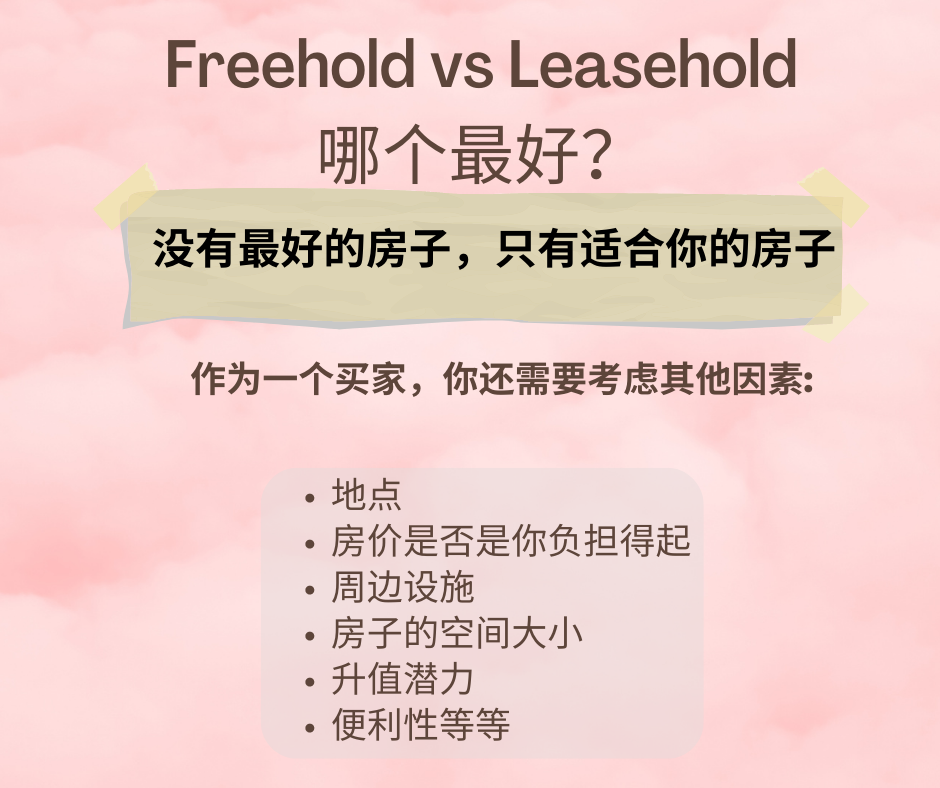 Freehold vs Leasehold
哪个最好？
没有最好的房子，只有适合你的房子
作为一个买家，你还需要考虑其他因素:
• 地点
• 房价是否是你负担得起
• 周边设施
• 房子的空间大小
• 升值潜力
• 便利性等等